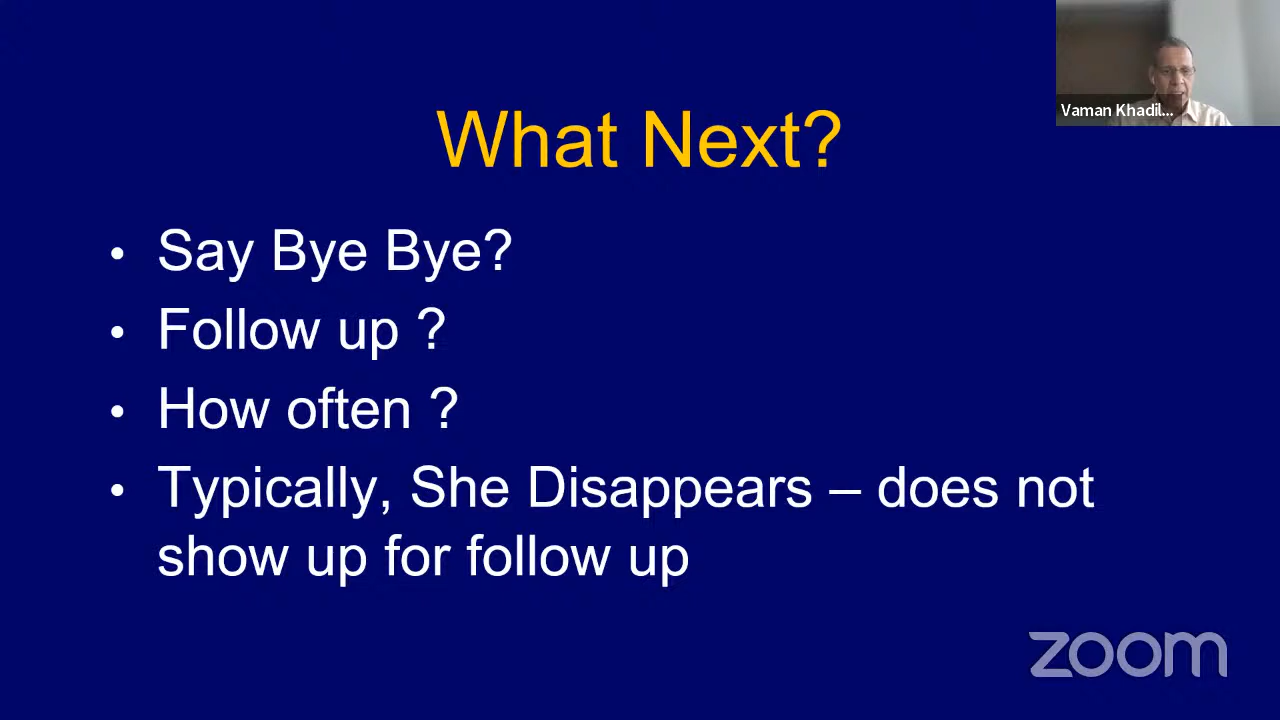 Vaman Khadil...
What Next?
• Say Bye Bye?
• Follow up ?
• How often ?
• Typically, She Disappears – does not
show up for follow up
zoom